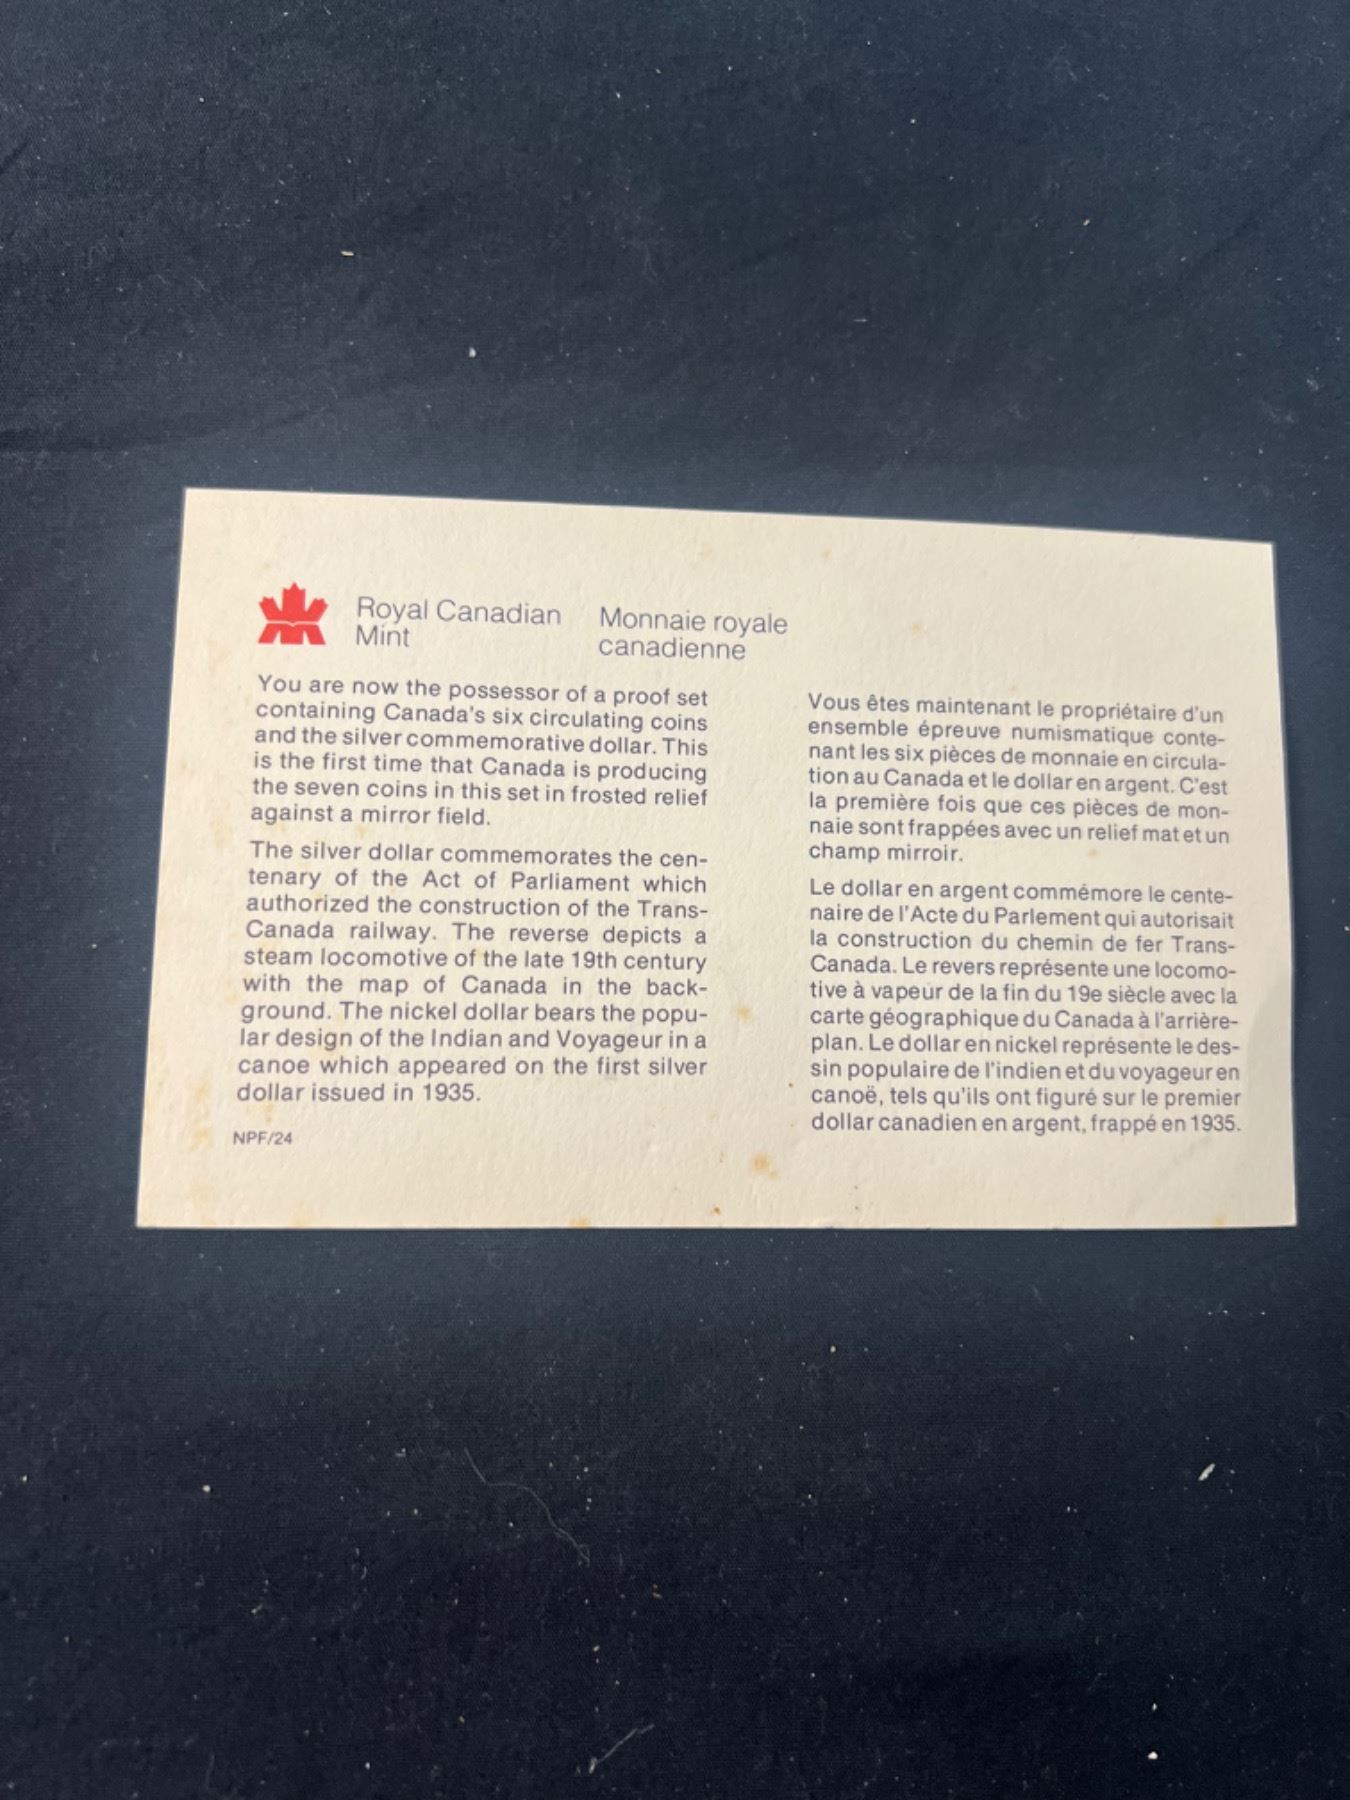 Royal Canadian
Mint
Monnaie royale
canadienne
You are now the possessor of a proof set
containing Canada's six circulating coins
and the silver commemorative dollar. This
is the first time that Canada is producing
the seven coins in this set in frosted relief
against a mirror field.
The silver dollar commemorates the cen-
tenary of the Act of Parliament which
authorized the construction of the Trans-
Canada railway. The reverse depicts a
steam locomotive of the late 19th century
with the map of Canada in the back-
ground. The nickel dollar bears the popu-
lar design of the Indian and Voyageur in a
canoe which appeared on the first silver
dollar issued in 1935.
NPF/24
Vous êtes maintenant le propriétaire d'un
ensemble épreuve numismatique conte-
nant les six pièces de monnaie en circula-
tion au Canada et le dollar en argent. C'est
la première fois que ces pièces de mon-
naie sont frappées avec un relief mat et un
champ mirroir.
Le dollar en argent commémore le cente-
naire de l'Acte du Parlement qui autorisait
la construction du chemin de fer Trans-
Canada. Le revers représente une locomo-
tive à vapeur de la fin du 19e siècle avec la
carte géographique du Canada à l'arrière-
plan. Le dollar en nickel représente le des-
sin populaire de l'indien et du voyageur en
canoë, tels qu'ils ont figuré sur le premier
dollar canadien en argent, frappé en 1935.